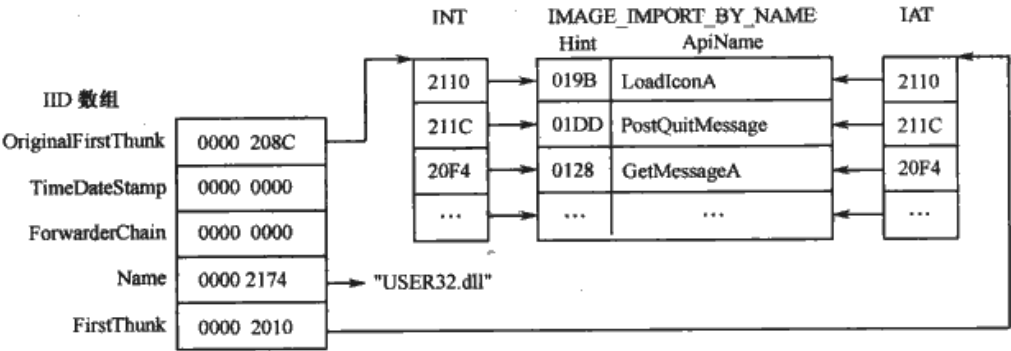 INT IMAGE_IMPORT_BY_NAME IAT
Hint ApiName
2110 019B LoadIconA 2110
IID 数组
211C 01DD PostQuitMessage 211C
OriginalFirstThunk 0000 208C
20F4 0128 GetMessageA 20F4
TimeDateStamp 0000 0000
... ... ... ...
ForwarderChain 0000 0000
Name 0000 2174 "USER32.dll"
FirstThunk 0000 2010